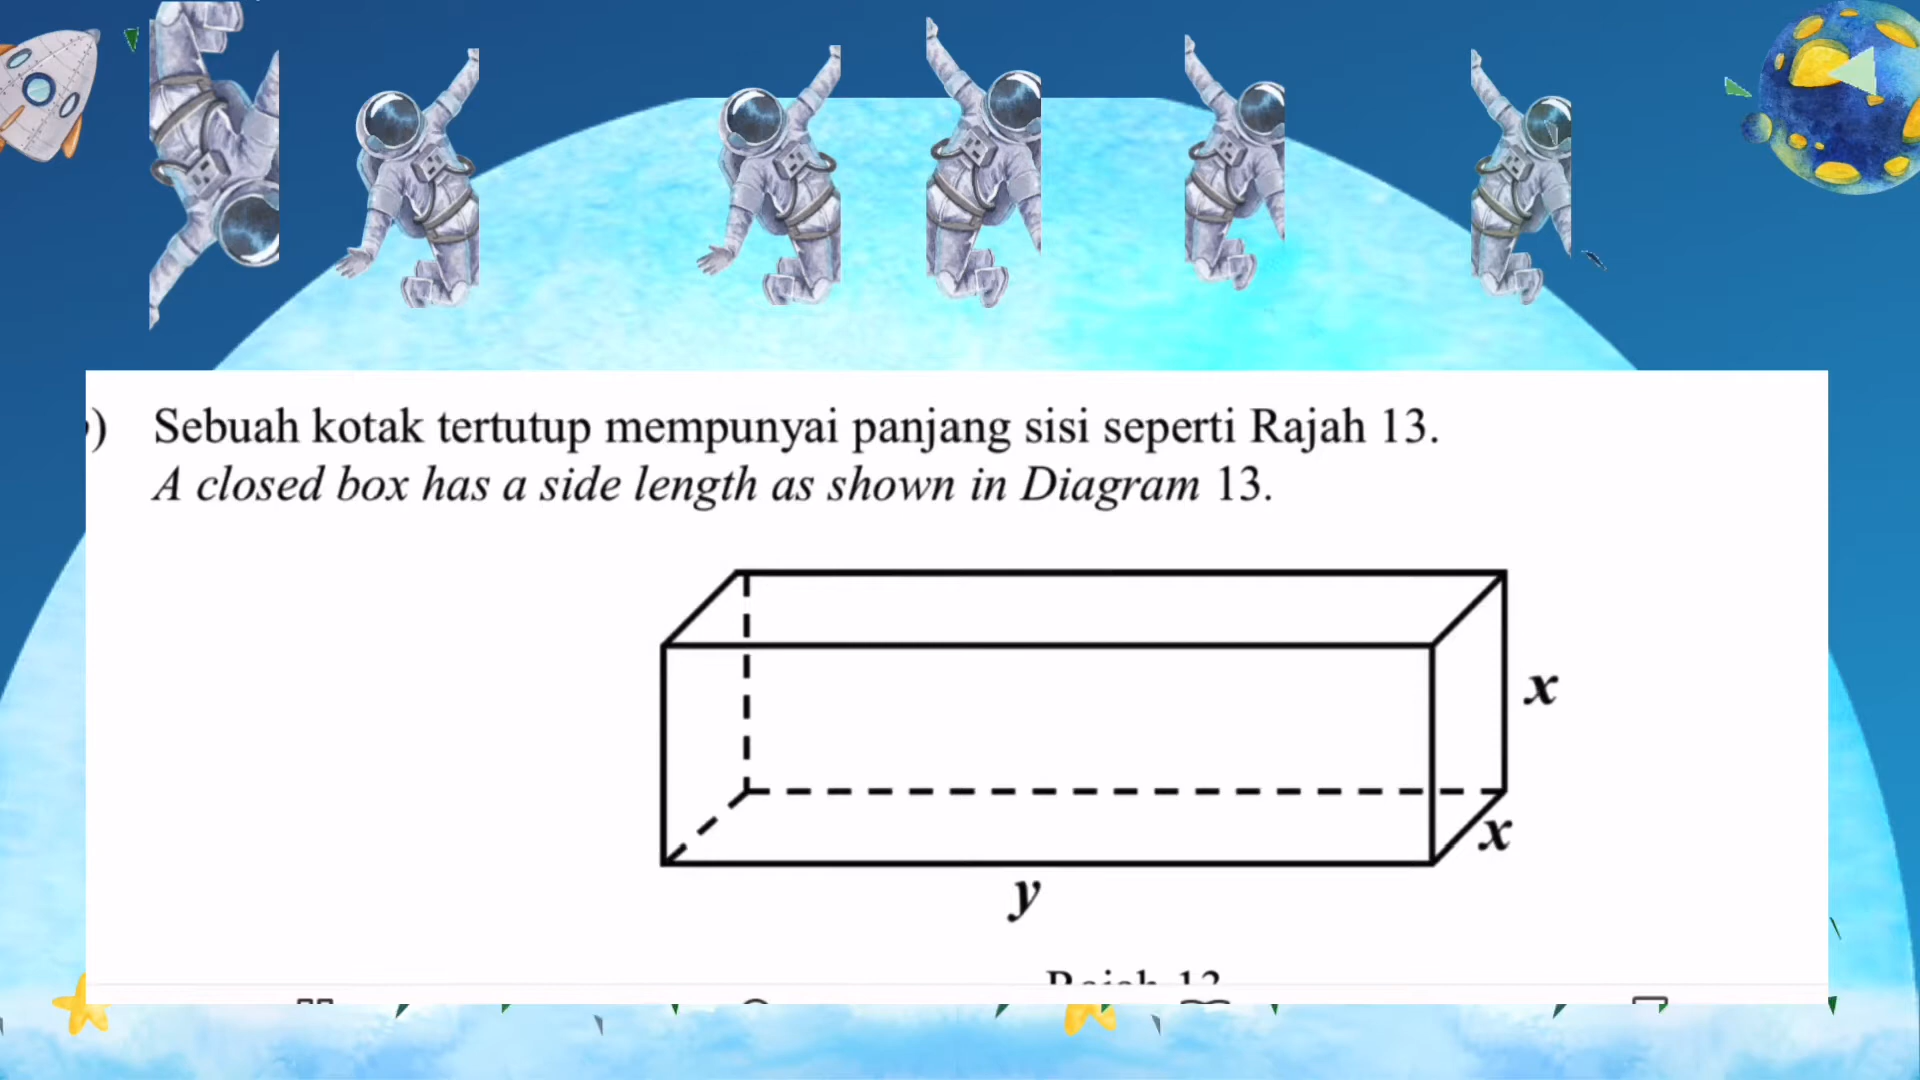 ) Sebuah kotak tertutup mempunyai panjang sisi seperti Rajah 13.
A closed box has a side length as shown in Diagram 13.
x
x
y